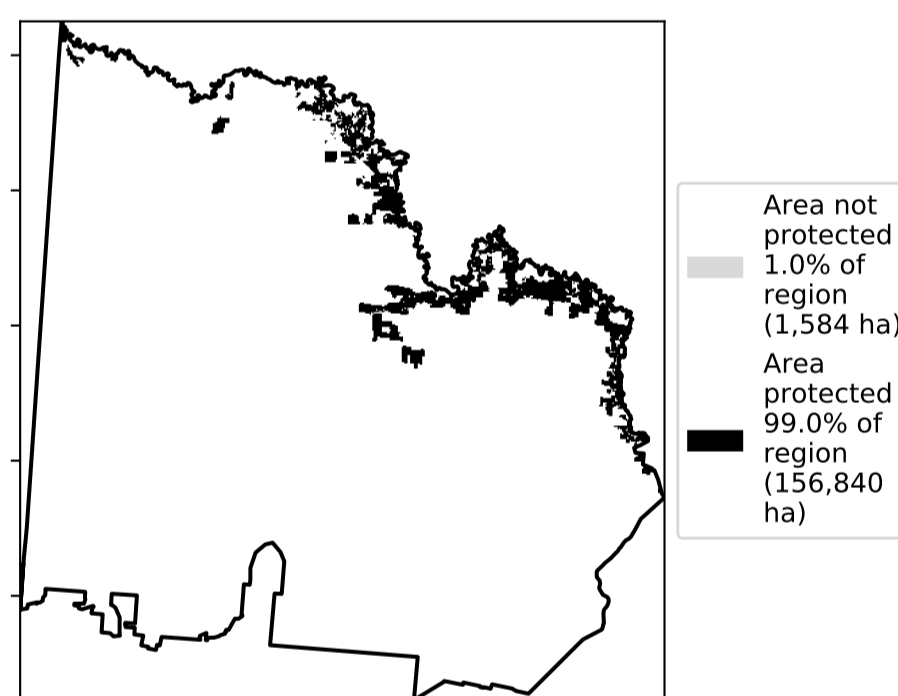 Area not
protected
1.0% of
region
(1,584 ha)
Area
protected
99.0% of
region
(156,840
ha)